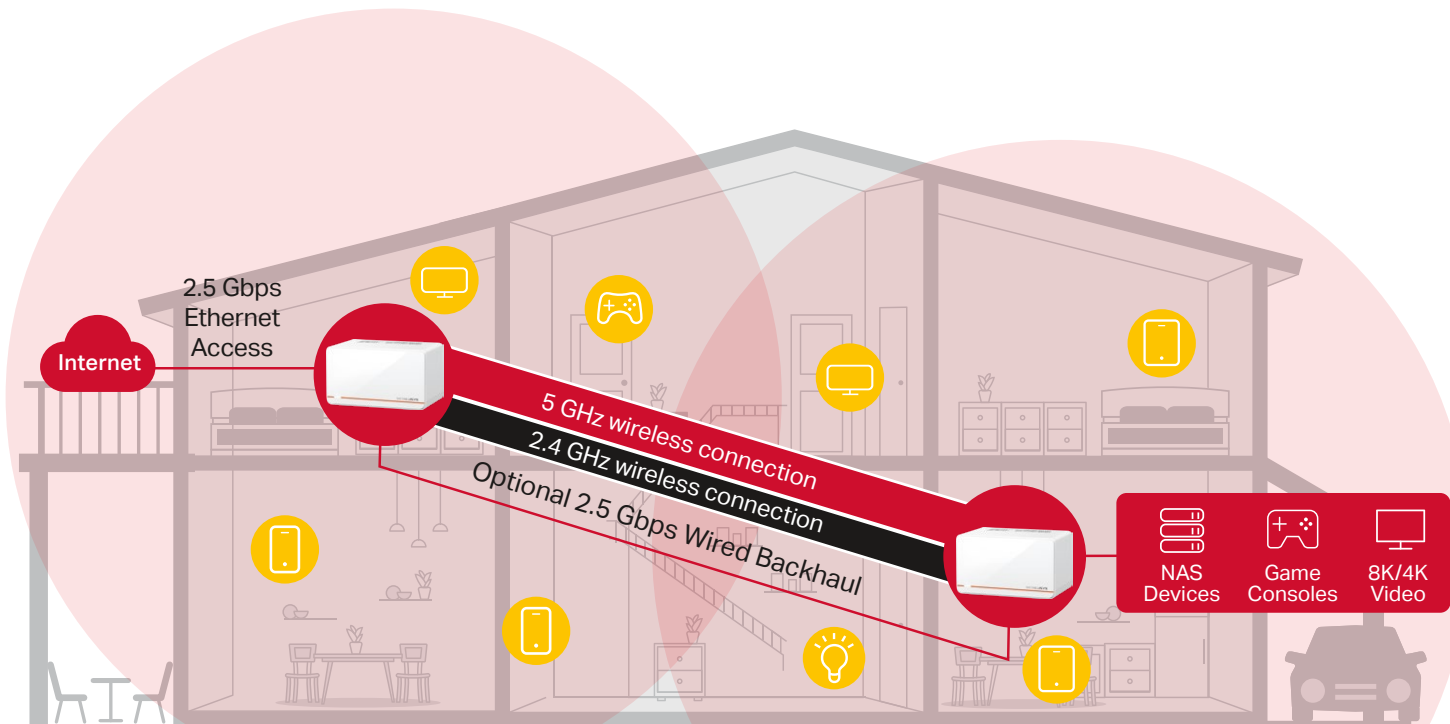 2.5 Gbps
Ethernet
Access
Internet
5 GHz wireless connection
2.4 GHz wireless connection
Optional 2.5 Gbps Wired Backhaul
NAS
Devices
Game
Consoles
8K/4K
Video